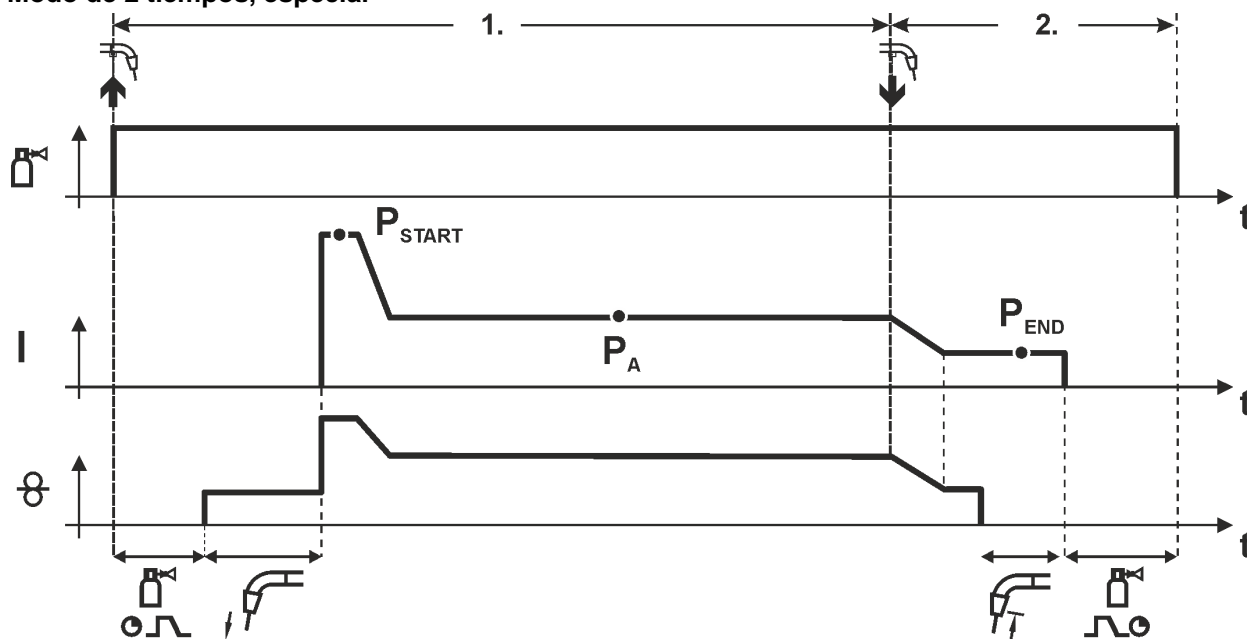 Modo de 2 tiempos, especial
1.
2.
t
P START
I
P A
P END
t
t